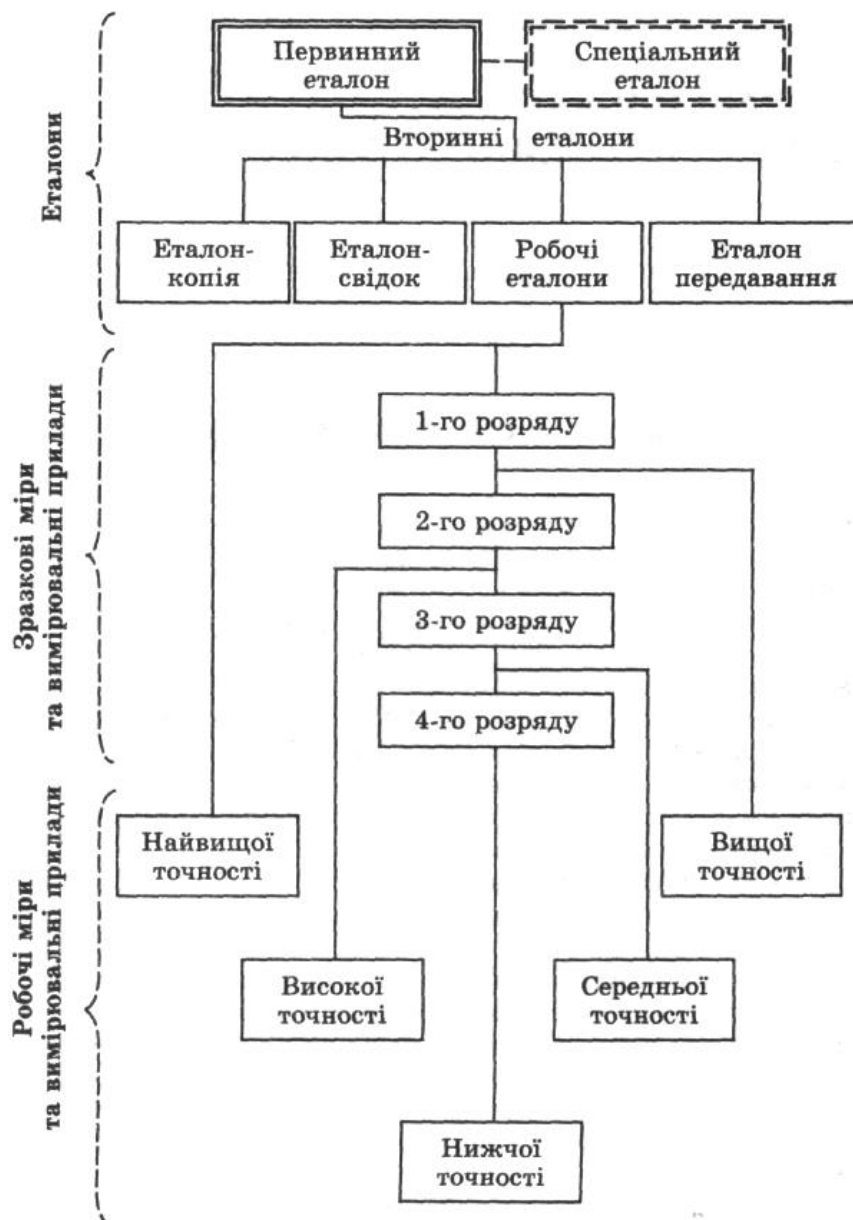 Первинний
еталон
Спеціальний
еталон
Вторинні еталони
Еталон-
копія
Еталон-
свідок
Робочі
еталони
Еталон
передавання
Еталони
1-го розряду
2-го розряду
3-го розряду
4-го розряду
Зразкові міри
та вимірювальні прилади
Найвищої
точності
Вищої
точності
Високої
точності
Середньої
точності
Нижчої
точності
Робочі міри
та вимірювальні прилади